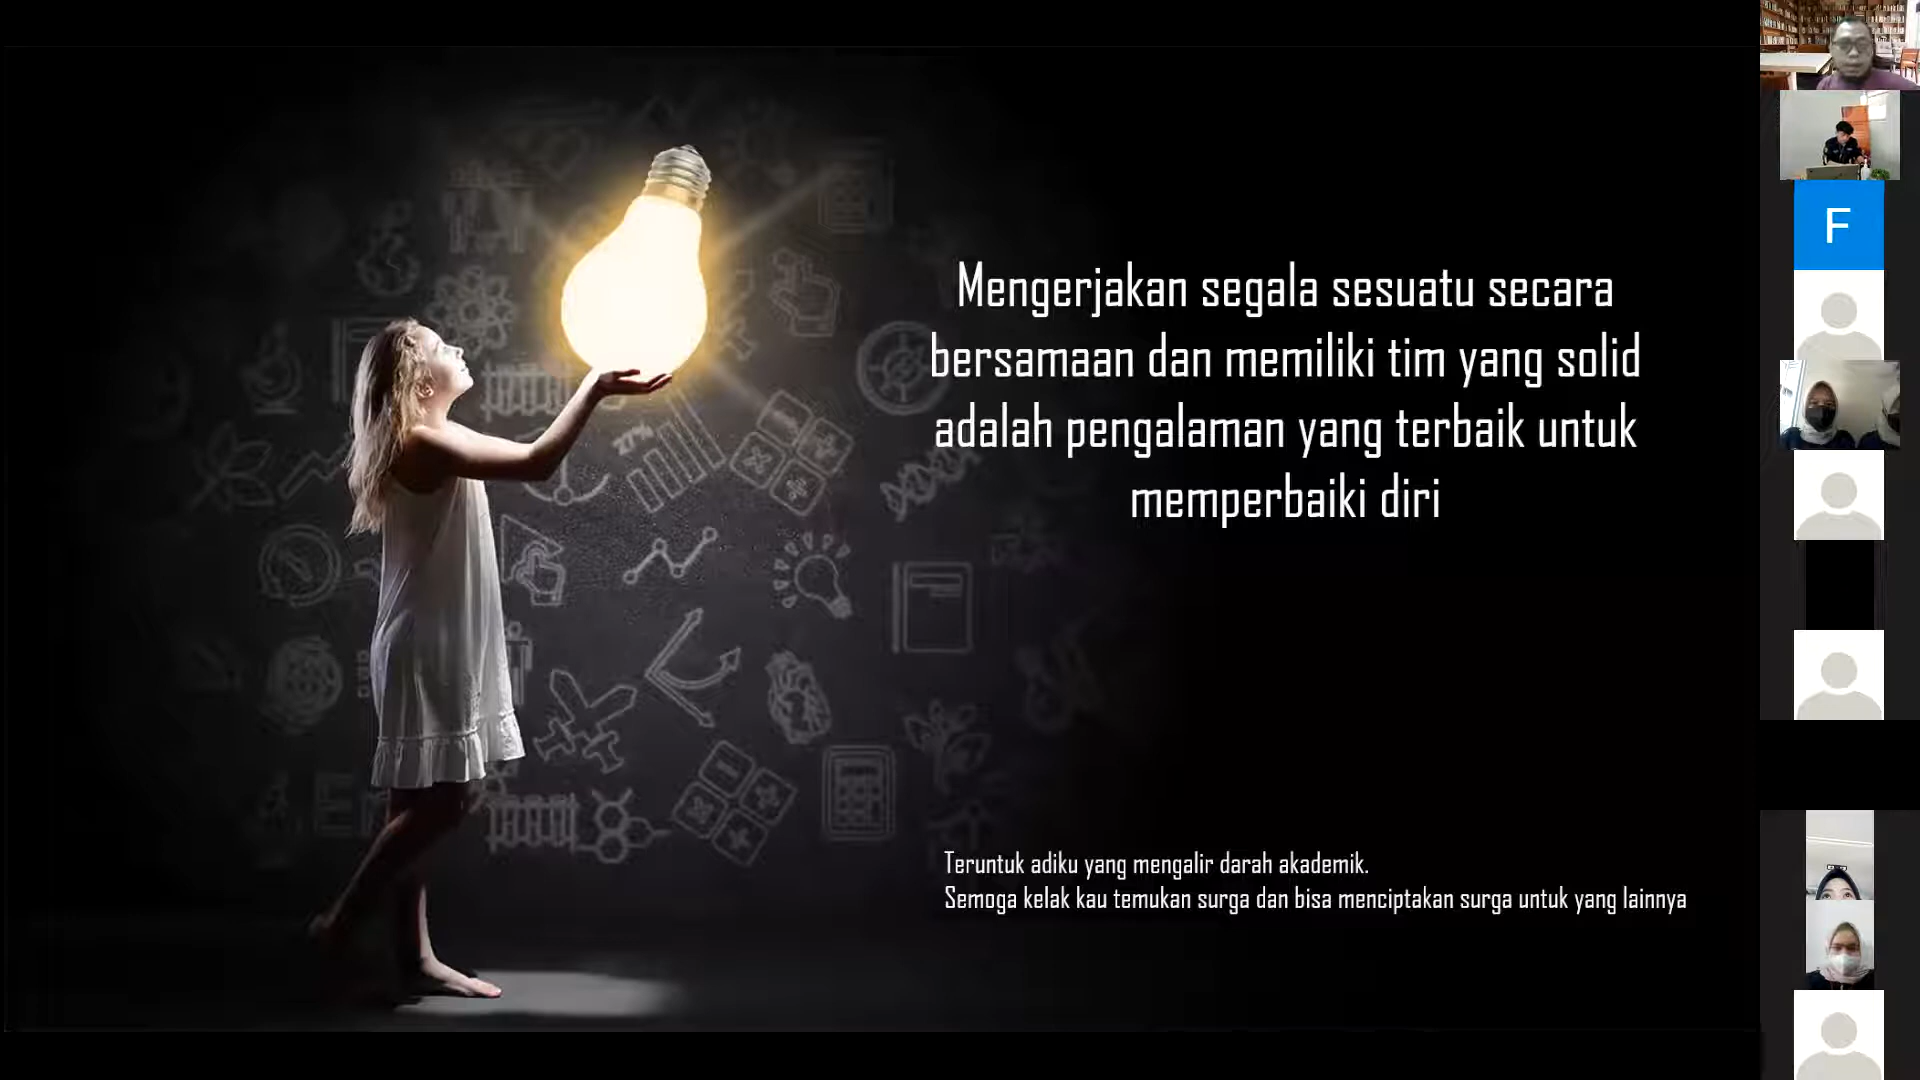 Mengerjakan segala sesuatu secara
bersamaan dan memiliki tim yang solid
adalah pengalaman yang terbaik untuk
memperbaiki diri
Teruntuk adiku yang mengalir darah akademik.
Semoga kelak kau temukan surga dan bisa menciptakan surga untuk yang lainnya
F
27%